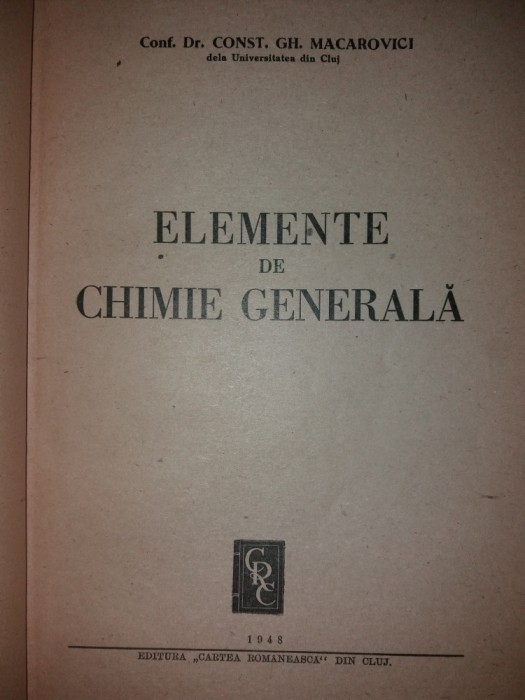 Conf. Dr. CONST. GH. MACAROVICI
dela Universitatea din Cluj
ELEMENTE
DE
CHIMIE GENERALĂ
CRC
1948
EDITURA „CARTEA ROMANEASCA“ DIN CLUJ.